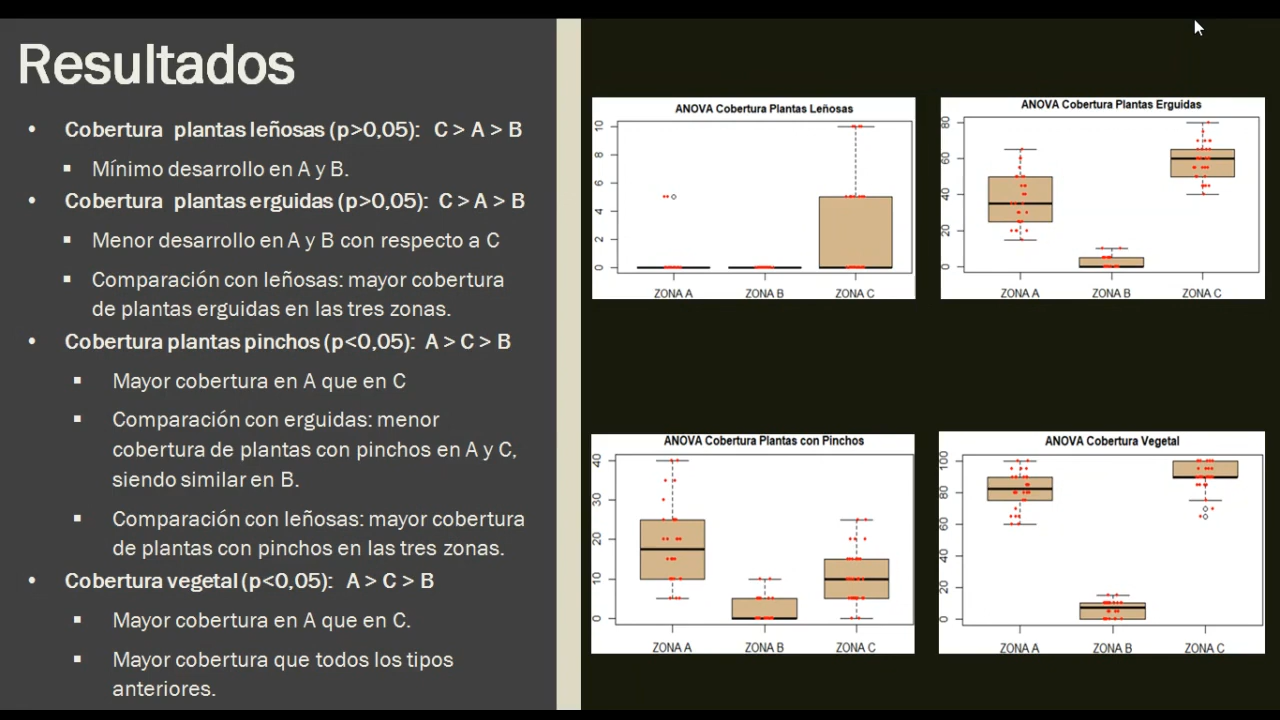 Resultados
• Cobertura plantas leñosas (p>0,05): C > A > B
▪ Mínimo desarrollo en A y B.
• Cobertura plantas erguidas (p>0,05): C > A > B
▪ Menor desarrollo en A y B con respecto a C
▪ Comparación con leñosas: mayor cobertura
de plantas erguidas en las tres zonas.
• Cobertura plantas pinchos (p<0,05): A > C > B
▪ Mayor cobertura en A que en C
▪ Comparación con erguidas: menor
cobertura de plantas con pinchos en A y C,
siendo similar en B.
▪ Comparación con leñosas: mayor cobertura
de plantas con pinchos en las tres zonas.
• Cobertura vegetal (p<0,05): A > C > B
▪ Mayor cobertura en A que en C.
▪ Mayor cobertura que todos los tipos
anteriores.
ANOVA Cobertura Plantas Leñosas
10
8
6
4
2
0
ZONA A ZONA B ZONA C
ANOVA Cobertura Plantas Erguidas
80
60
40
20
0
ZONA A ZONA B ZONA C
ANOVA Cobertura Plantas con Pinchos
40
30
20
10
0
ZONA A ZONA B ZONA C
ANOVA Cobertura Vegetal
100
80
60
40
20
0
ZONA A ZONA B ZONA C